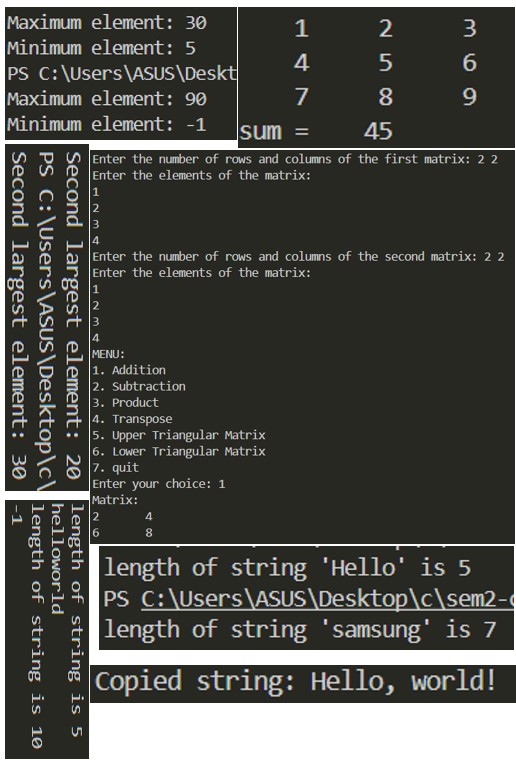 Maximum element: 30
Minimum element: 5
PS C:\Users\ASUS\Deskt
Maximum element: 90
Minimum element: -1
1 2 3
4 5 6
7 8 9
sum = 45
Second largest element: 20
PS C:\Users\ASUS\Desktop\c\
Second largest element: 30
Enter the number of rows and columns of the first matrix: 2 2
Enter the elements of the matrix:
1
2
3
4
Enter the number of rows and columns of the second matrix: 2 2
Enter the elements of the matrix:
1
2
3
4
MENU:
1. Addition
2. Subtraction
3. Product
4. Transpose
5. Upper Triangular Matrix
6. Lower Triangular Matrix
7. quit
Enter your choice: 1
Matrix:
2 4
6 8
length of string is 5
helloworld
length of string is 10
-1
length of string 'Hello' is 5
PS C:\Users\ASUS\Desktop\c\sem2-c
length of string 'samsung' is 7
Copied string: Hello, world!